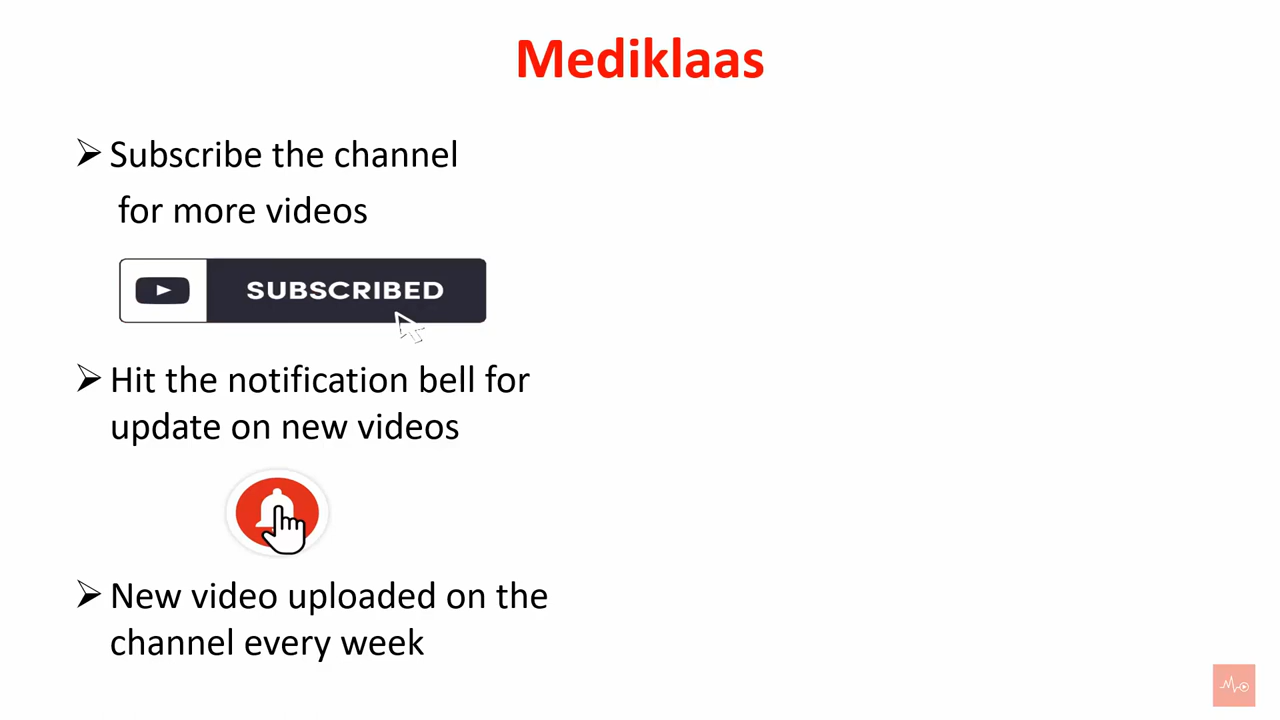 Mediklaas
Subscribe the channel
for more videos
SUBSCRIBED
Hit the notification bell for
update on new videos
New video uploaded on the
channel every week